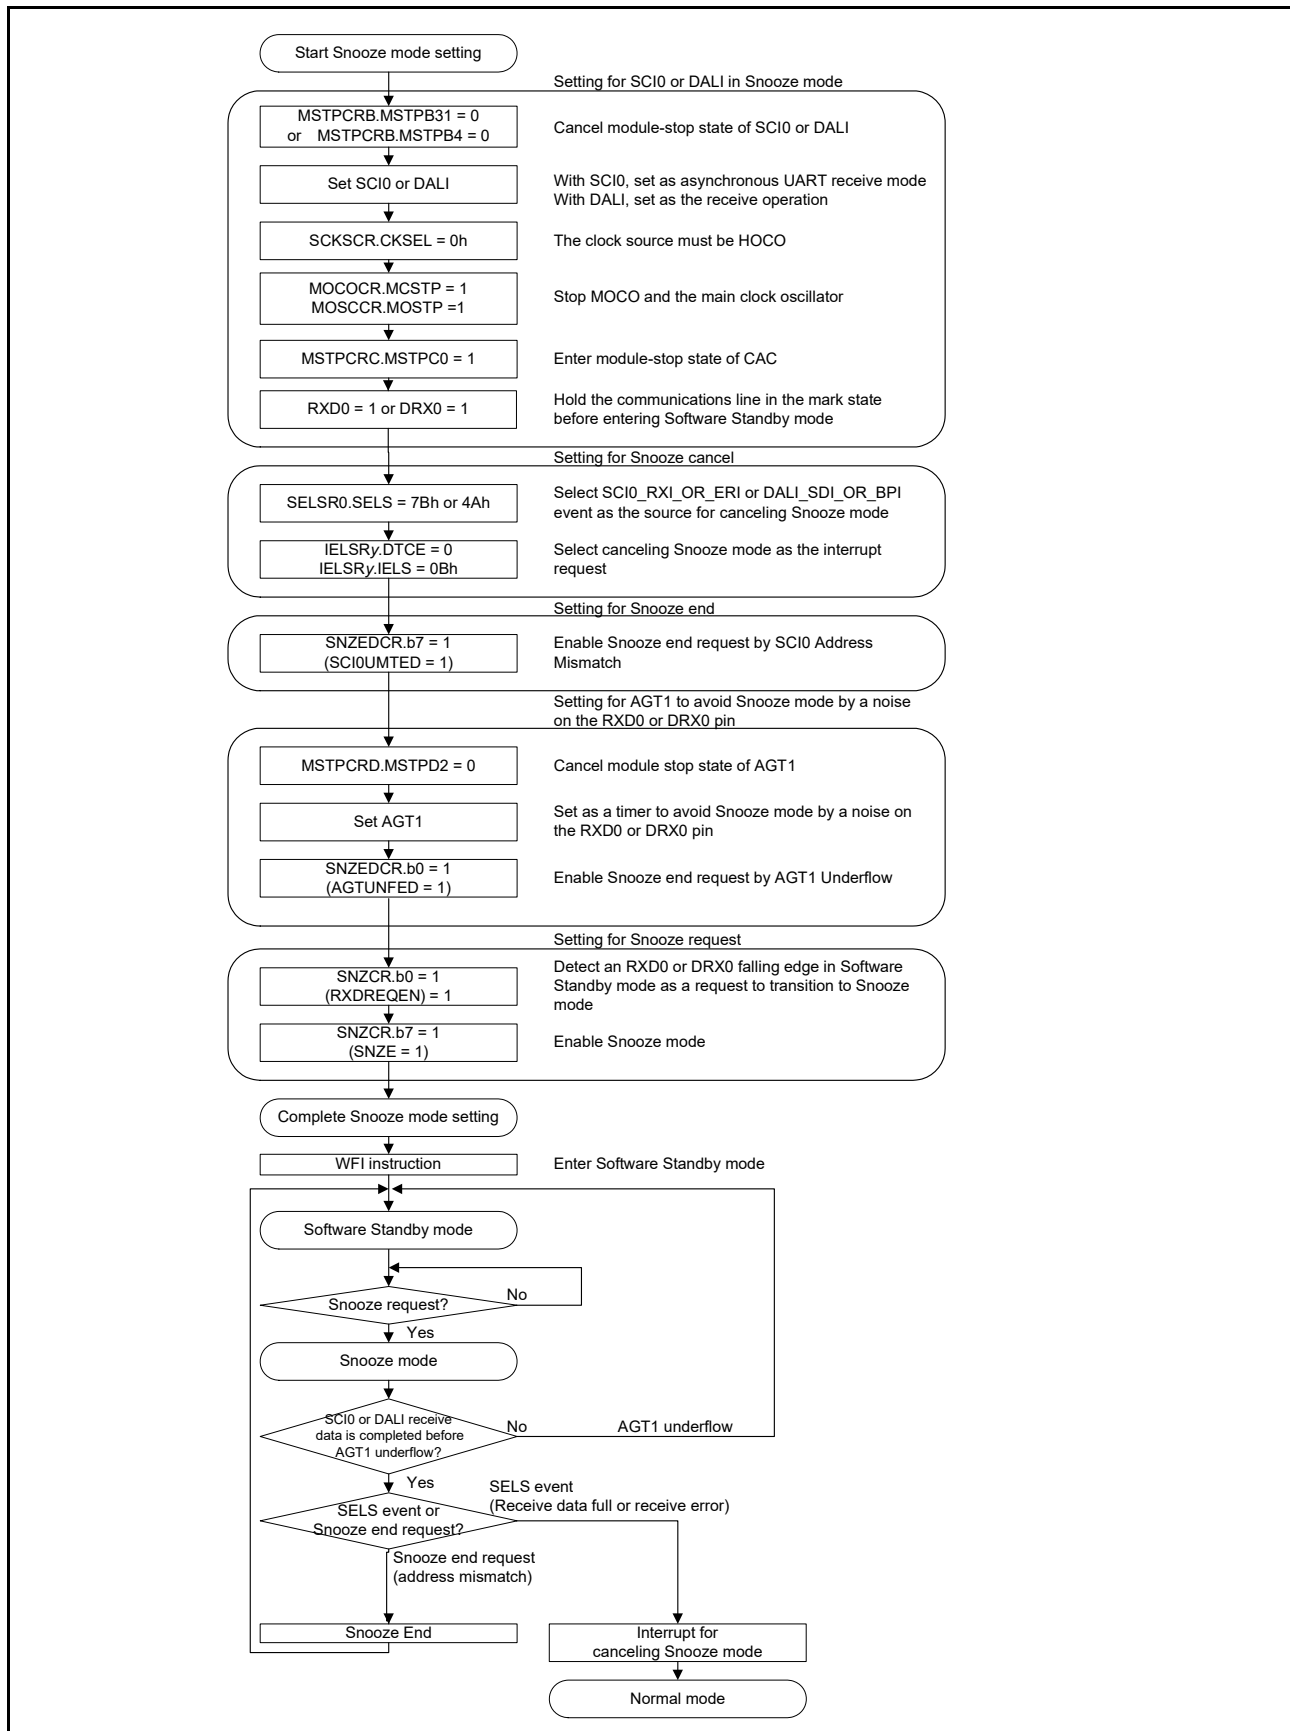 Start Snooze mode setting
Setting for SCI0 or DALI in Snooze mode
MSTPCRB.MSTPB31 = 0
or MSTPCRB.MSTPB4 = 0
Cancel module-stop state of SCI0 or DALI
Set SCI0 or DALI
With SCI0, set as asynchronous UART receive mode
With DALI, set as the receive operation
SCKSCR.CKSEL = 0h
The clock source must be HOCO
MOCOCR.MCSTP = 1
MOSCCR.MOSTP =1
Stop MOCO and the main clock oscillator
MSTPCRC.MSTPC0 = 1
Enter module-stop state of CAC
RXD0 = 1 or DRX0 = 1
Hold the communications line in the mark state
before entering Software Standby mode
Setting for Snooze cancel
SELSR0.SELS = 7Bh or 4Ah
Select SCI0_RXI_OR_ERI or DALI_SDI_OR_BPI
event as the source for canceling Snooze mode
IELSRy.DTCE = 0
IELSRy.IELS = 0Bh
Select canceling Snooze mode as the interrupt
request
Setting for Snooze end
SNZEDCR.b7 = 1
(SCI0UMTED = 1)
Enable Snooze end request by SCI0 Address
Mismatch
Setting for AGT1 to avoid Snooze mode by a noise
on the RXD0 or DRX0 pin
MSTPCRD.MSTPD2 = 0
Cancel module stop state of AGT1
Set AGT1
Set as a timer to avoid Snooze mode by a noise on
the RXD0 or DRX0 pin
SNZEDCR.b0 = 1
(AGTUNFED = 1)
Enable Snooze end request by AGT1 Underflow
Setting for Snooze request
SNZCR.b0 = 1
(RXDREQEN) = 1
Detect an RXD0 or DRX0 falling edge in Software
Standby mode as a request to transition to Snooze
mode
SNZCR.b7 = 1
(SNZE = 1)
Enable Snooze mode
Complete Snooze mode setting
WFI instruction
Enter Software Standby mode
Software Standby mode
Snooze request?
No
Yes
Snooze mode
SCI0 or DALI receive
data is completed before
AGT1 underflow?
No
AGT1 underflow
Yes
SELS event
(Receive data full or receive error)
SELS event or
Snooze end request?
Snooze end request
(address mismatch)
Snooze End
Interrupt for
canceling Snooze mode
Normal mode